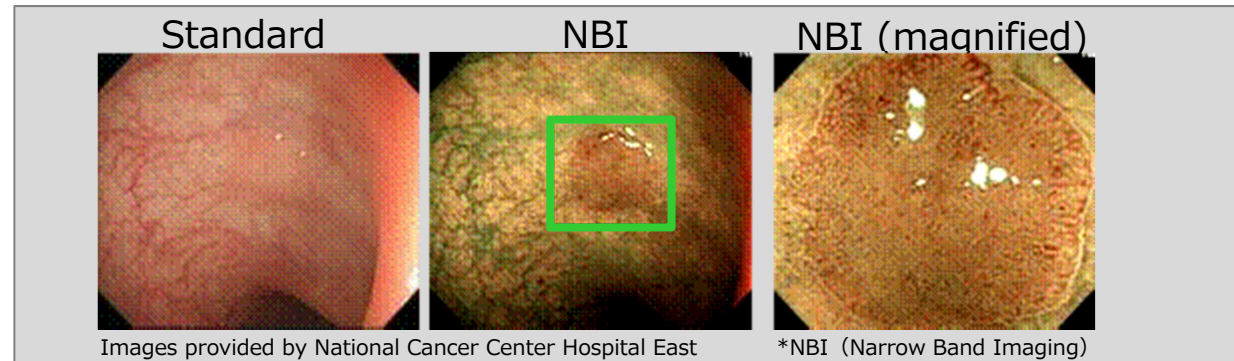 Standard
NBI
NBI (magnified)
Images provided by National Cancer Center Hospital East
*NBI（Narrow Band Imaging）